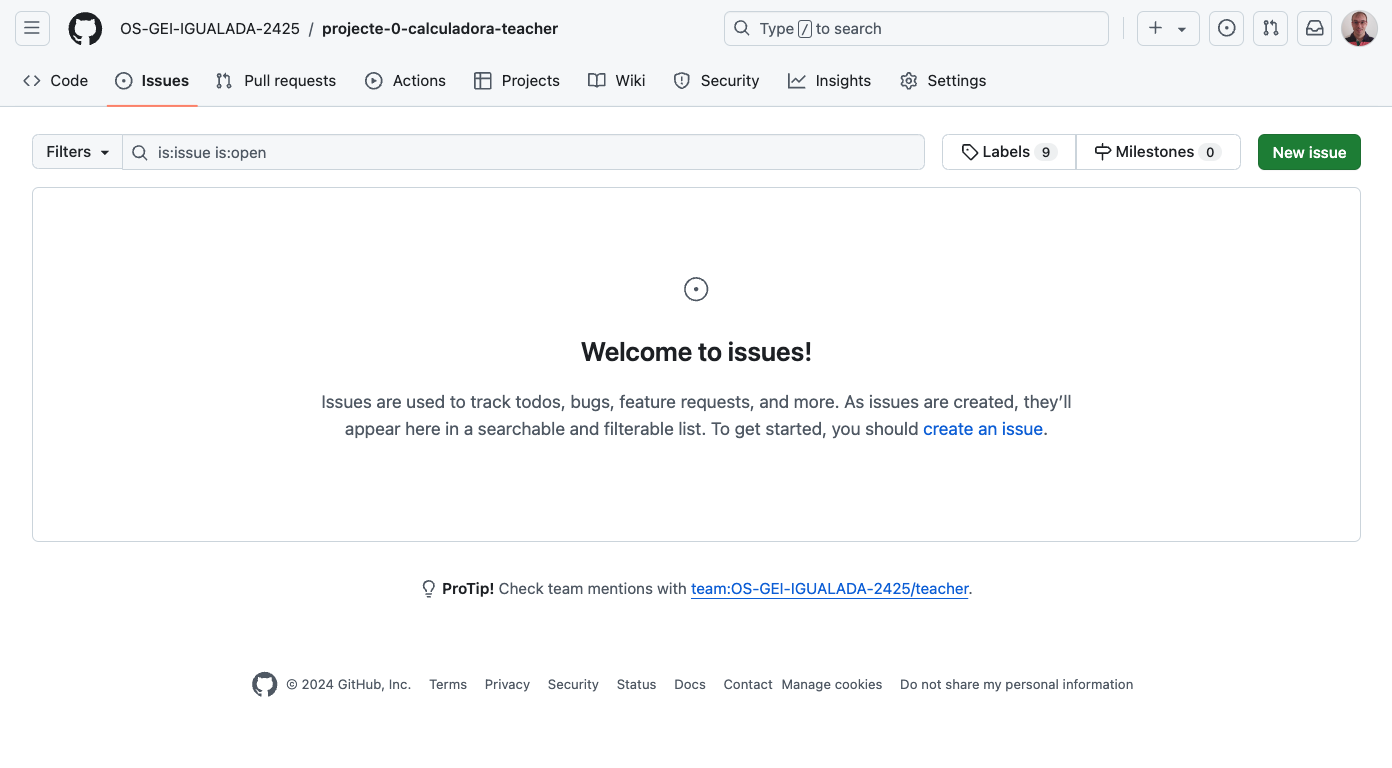 OS-GEI-IGUALADA-2425 / projecte-0-calculadora-teacher Type / to search
Code Issues Pull requests Actions Projects Wiki Security Insights Settings
Filters is:issue is:open Labels 9 Milestones 0 New issue
Welcome to issues!
Issues are used to track todos, bugs, feature requests, and more. As issues are created, they’ll
appear here in a searchable and filterable list. To get started, you should create an issue.
ProTip! Check team mentions with team:OS-GEI-IGUALADA-2425/teacher.
© 2024 GitHub, Inc. Terms Privacy Security Status Docs Contact Manage cookies Do not share my personal information